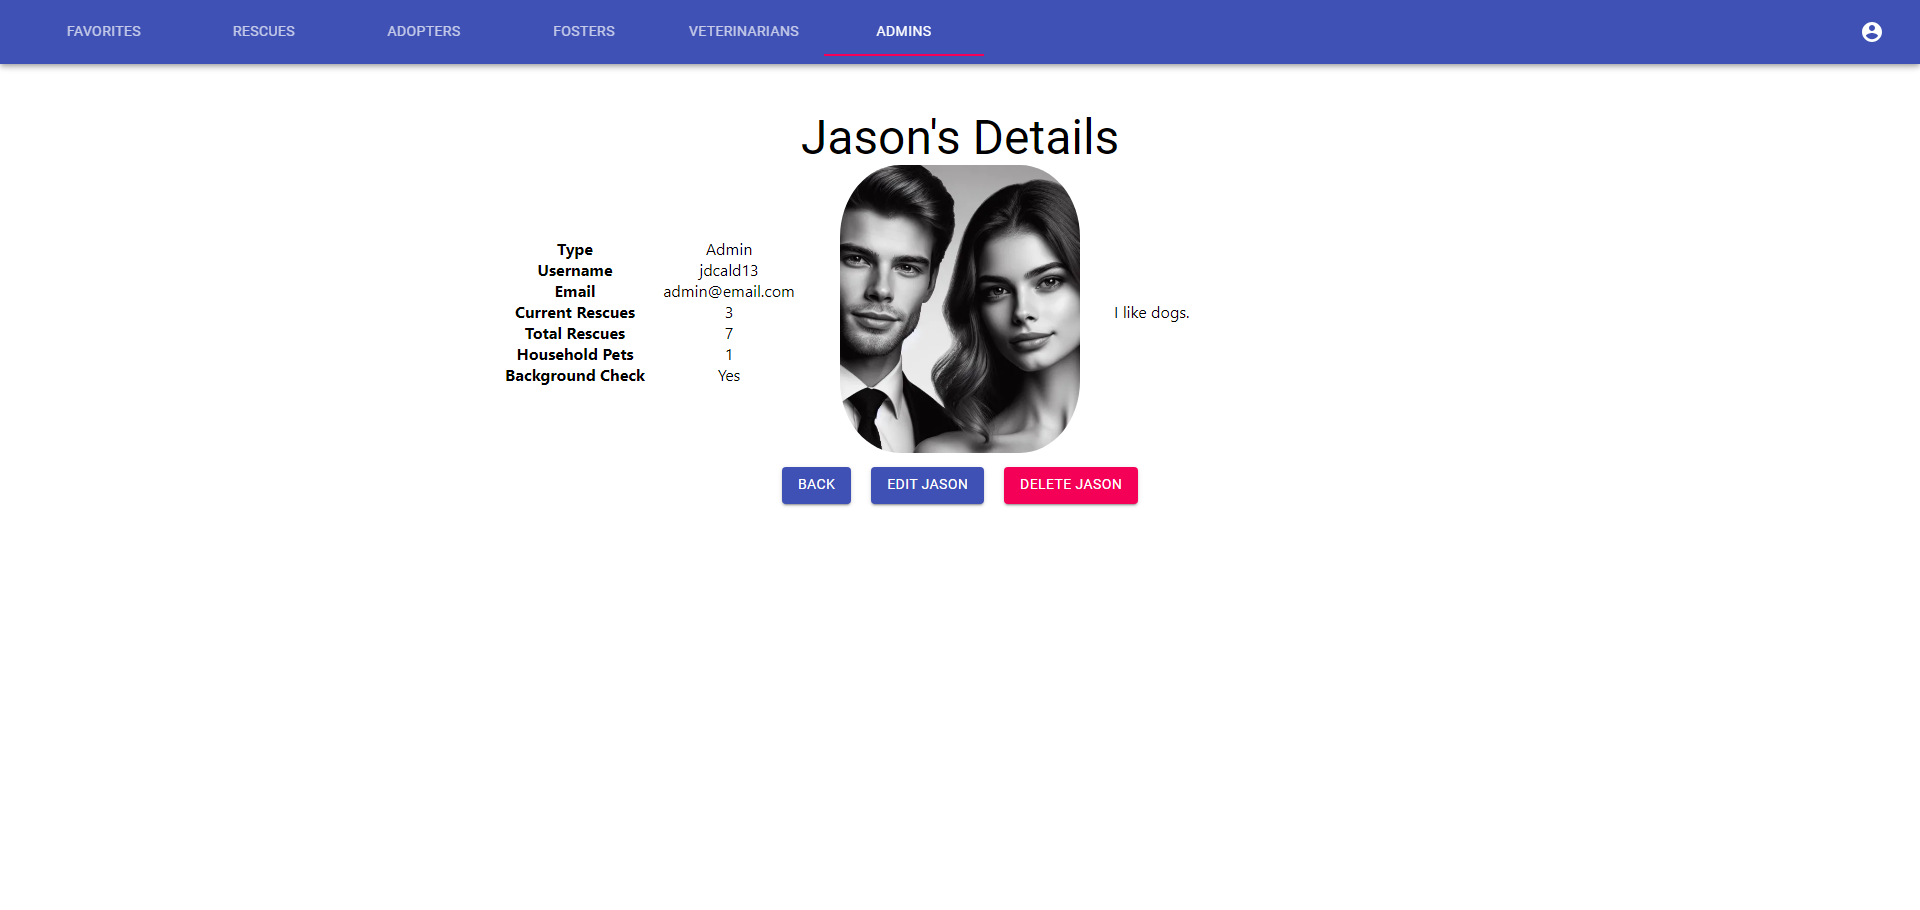 FAVORITES RESCUES ADOPTERS FOSTERS VETERINARIANS ADMINS
Jason's Details
Type Admin
Username jdcald13
Email admin@email.com
Current Rescues 3
Total Rescues 7
Household Pets 1
Background Check Yes
I like dogs.
BACK EDIT JASON DELETE JASON